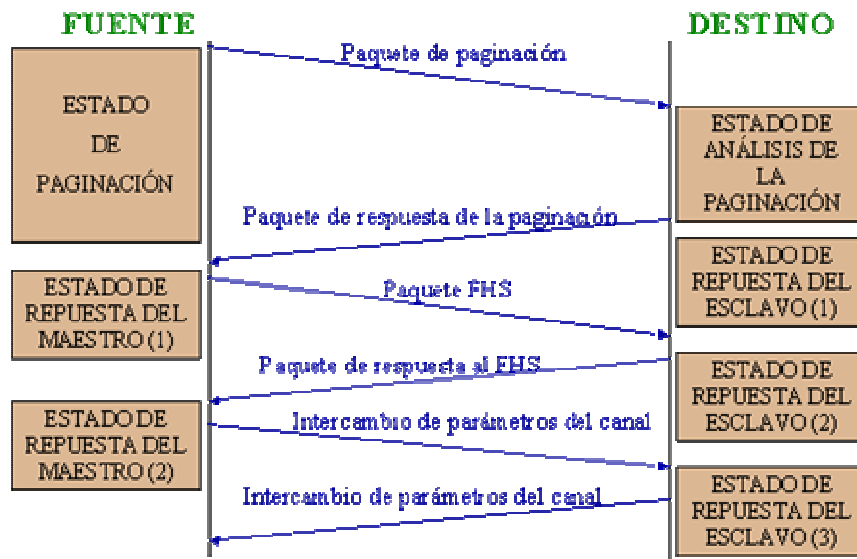 FUENTE
DESTINO
Paquete de paginación
ESTADO
DE
PAGINACIÓN
ESTADO DE
ANÁLISIS DE
LA
PAGINACIÓN
Paquete de respuesta de la paginación
ESTADO DE
REPUESTA DEL
MAESTRO (1)
Paquete FHS
ESTADO DE
REPUESTA DEL
ESCLAVO (1)
Paquete de respuesta al FHS
ESTADO DE
REPUESTA DEL
ESCLAVO (2)
ESTADO DE
REPUESTA DEL
MAESTRO (2)
Intercambio de parámetros del canal
Intercambio de parámetros del canal
ESTADO DE
REPUESTA DEL
ESCLAVO (3)